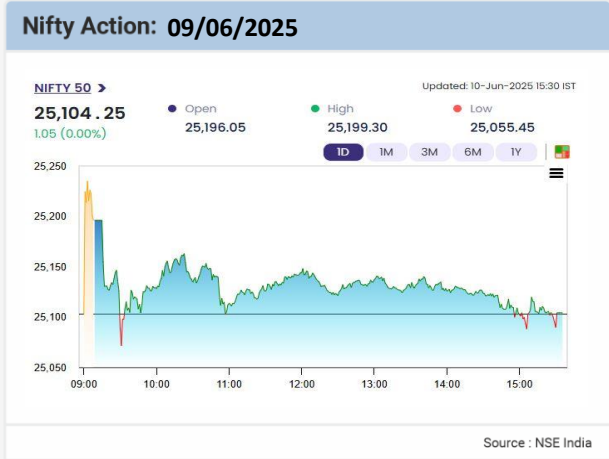 Nifty Action: 09/06/2025
NIFTY 50 >
Updated: 10-Jun-2025 15:30 IST
25,104.25
1.05 (0.00%)
Open
25,196.05
High
25,199.30
Low
25,055.45
1D 1M 3M 6M 1Y
25,250
25,200
25,150
25,100
25,050
09:00 10:00 11:00 12:00 13:00 14:00 15:00
Source : NSE India